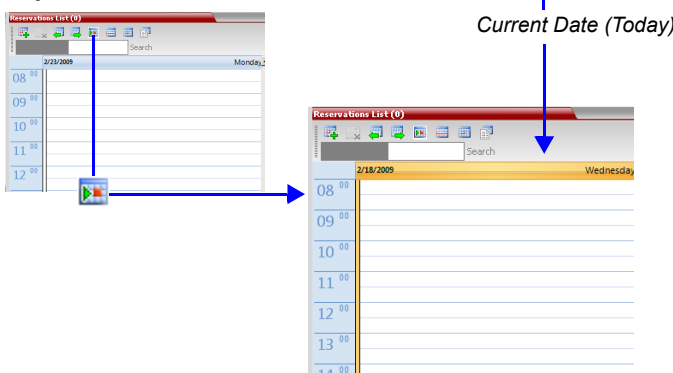 Reservations List (0)
Search
2/23/2009 Monday
08 00
09 00
10 00
11 00
12 00
Current Date (Today)
Reservations List (0)
Search
2/18/2009 Wednesday
08 00
09 00
10 00
11 00
12 00
13 00
14 00